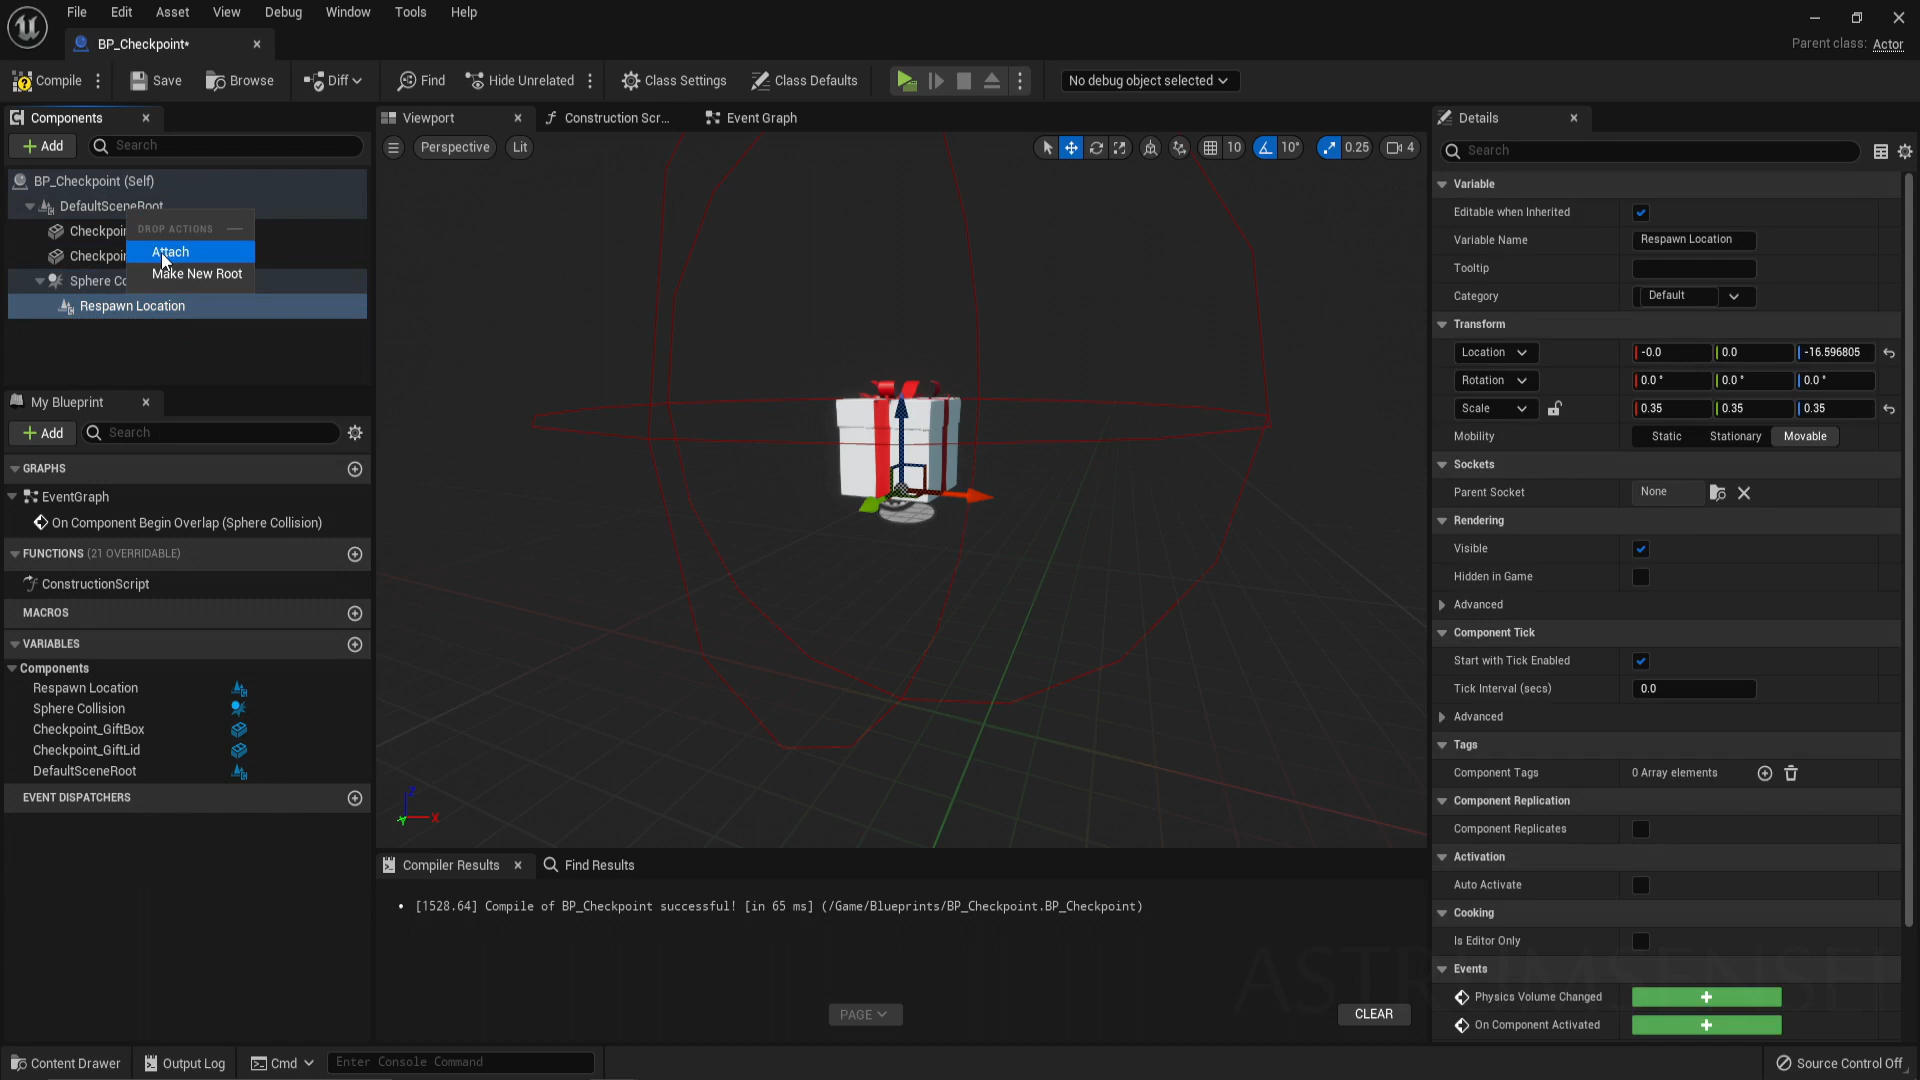 File Edit Asset View Debug Window Tools Help
BP_Checkpoint*
Parent class: Actor
Compile Save Browse Diff Find Hide Unrelated Class Settings Class Defaults No debug object selected
Components
Add Search
BP_Checkpoint (Self)
DefaultSceneRoot
Checkpoin
Checkpoin
Sphere Co
Respawn Location
DROP ACTIONS
Attach
Make New Root
My Blueprint
Add Search
GRAPHS
EventGraph
On Component Begin Overlap (Sphere Collision)
FUNCTIONS (21 OVERRIDABLE)
ConstructionScript
MACROS
VARIABLES
Components
Respawn Location
Sphere Collision
Checkpoint_GiftBox
Checkpoint_GiftLid
DefaultSceneRoot
EVENT DISPATCHERS
Viewport Construction Scr... Event Graph
Perspective Lit 10 10° 0.25 4
Z
Y X
Compiler Results Find Results
[1528.64] Compile of BP_Checkpoint successful! [in 65 ms] (/Game/Blueprints/BP_Checkpoint.BP_Checkpoint)
PAGE CLEAR
Details
Search
Variable
Editable when Inherited
Variable Name Respawn Location
Tooltip
Category Default
Transform
Location -0.0 0.0 -16.596805
Rotation 0.0 ° 0.0 ° 0.0 °
Scale 0.35 0.35 0.35
Mobility Static Stationary Movable
Sockets
Parent Socket None
Rendering
Visible
Hidden in Game
Advanced
Component Tick
Start with Tick Enabled
Tick Interval (secs) 0.0
Advanced
Tags
Component Tags 0 Array elements
Component Replication
Component Replicates
Activation
Auto Activate
Cooking
Is Editor Only
Events
Physics Volume Changed
On Component Activated
Content Drawer Output Log Cmd Enter Console Command Source Control Off